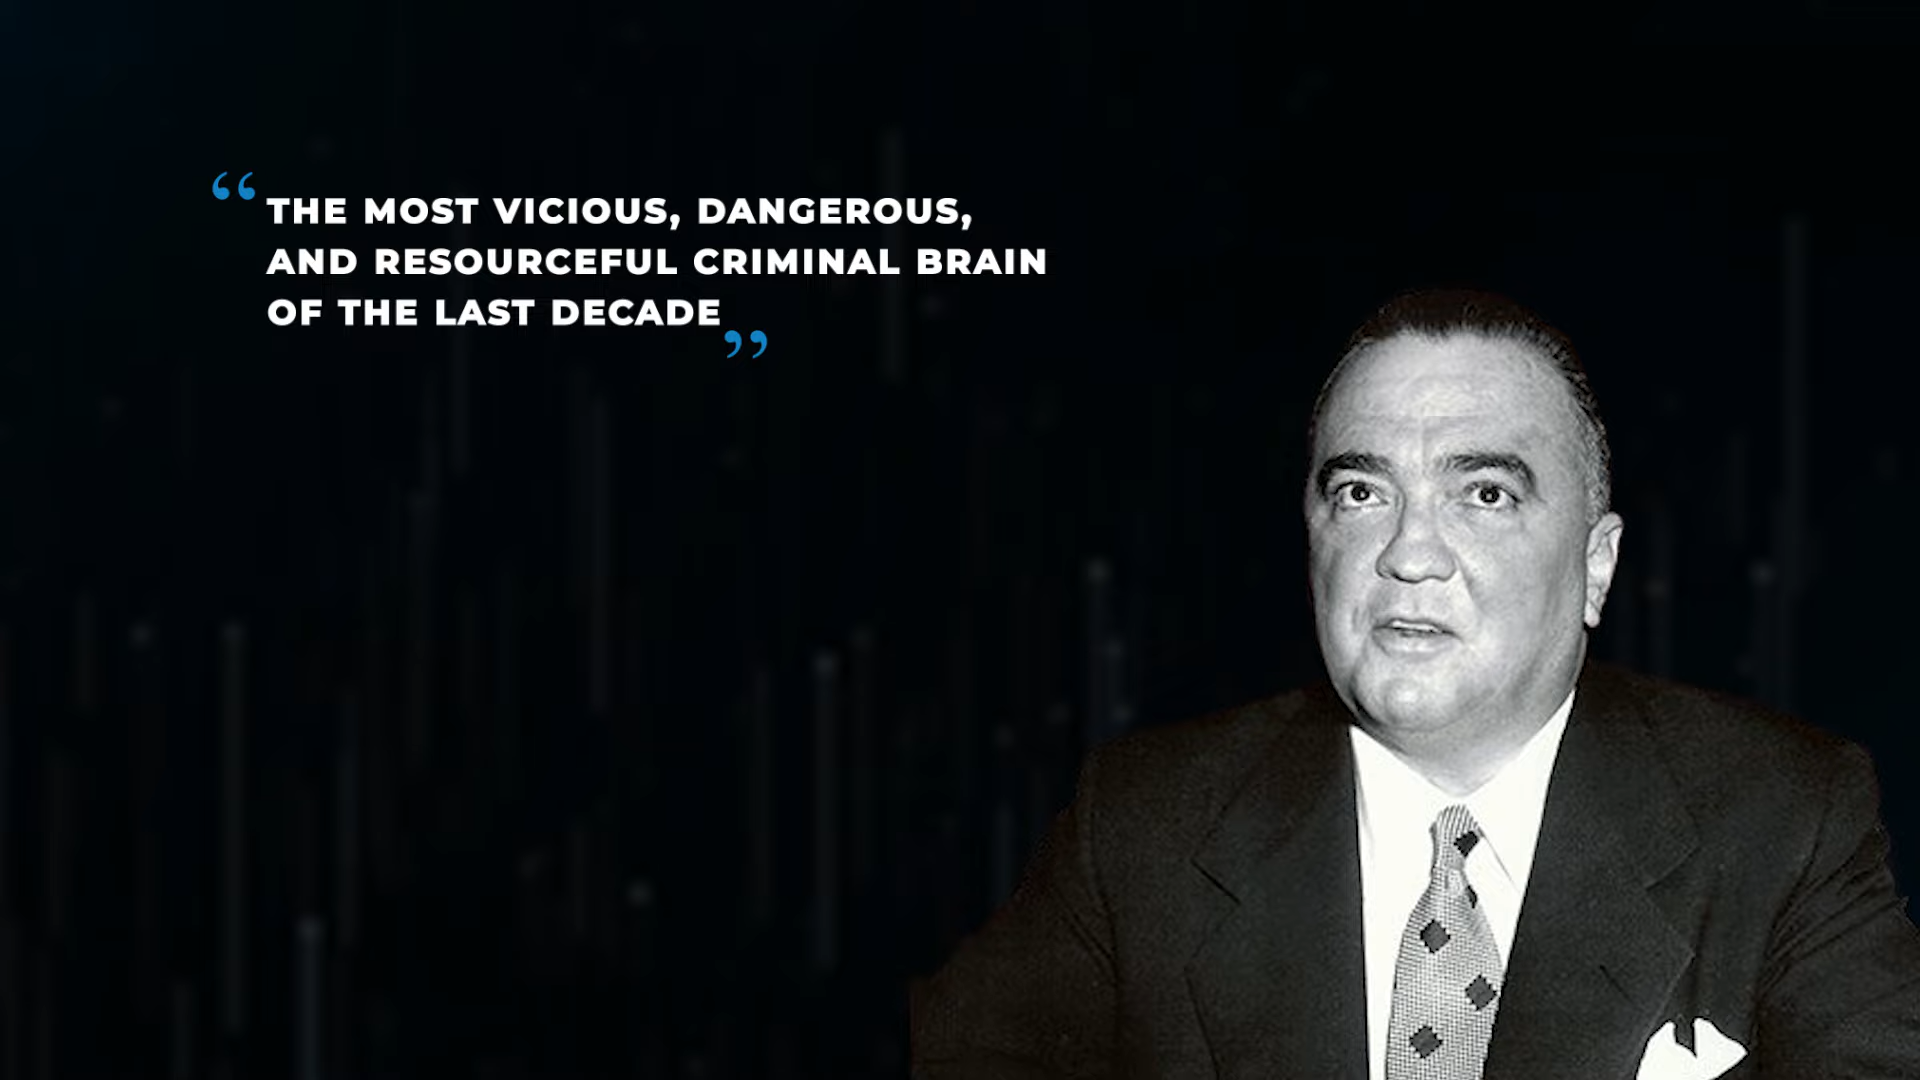 “THE MOST VICIOUS, DANGEROUS,
AND RESOURCEFUL CRIMINAL BRAIN
OF THE LAST DECADE”